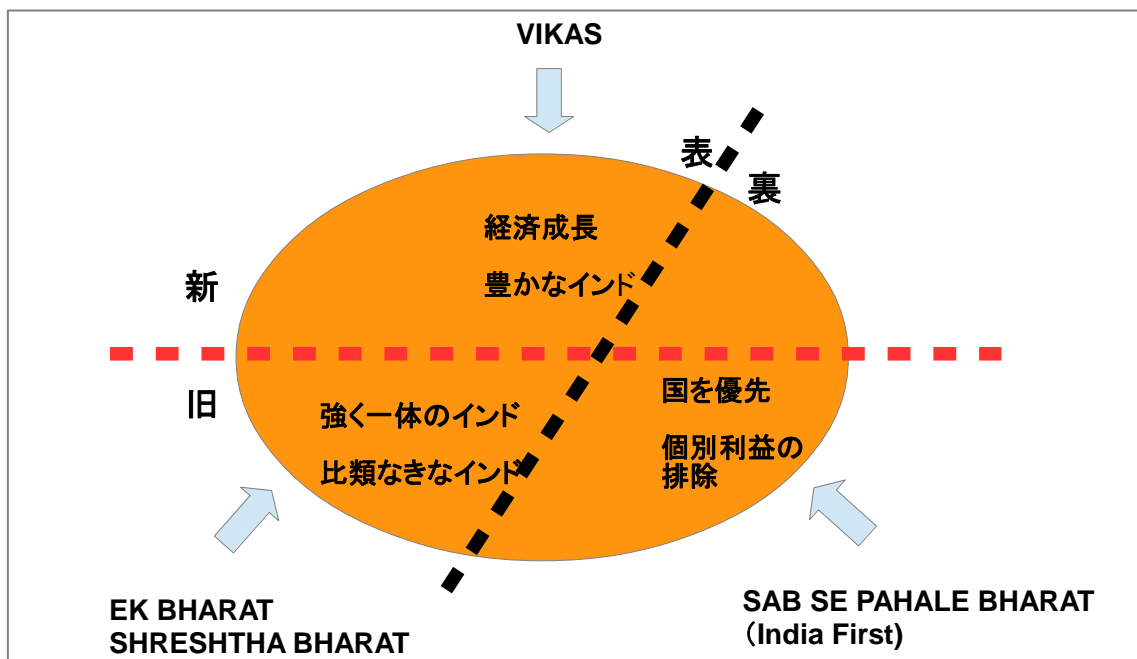 VIKAS
表
裏
経済成長
豊かなインド
新
旧
国を優先
強く一体のインド
個別利益の
排除
比類なきなインド
EK BHARAT
SHRESHTHA BHARAT
SAB SE PAHALE BHARAT
（India First)